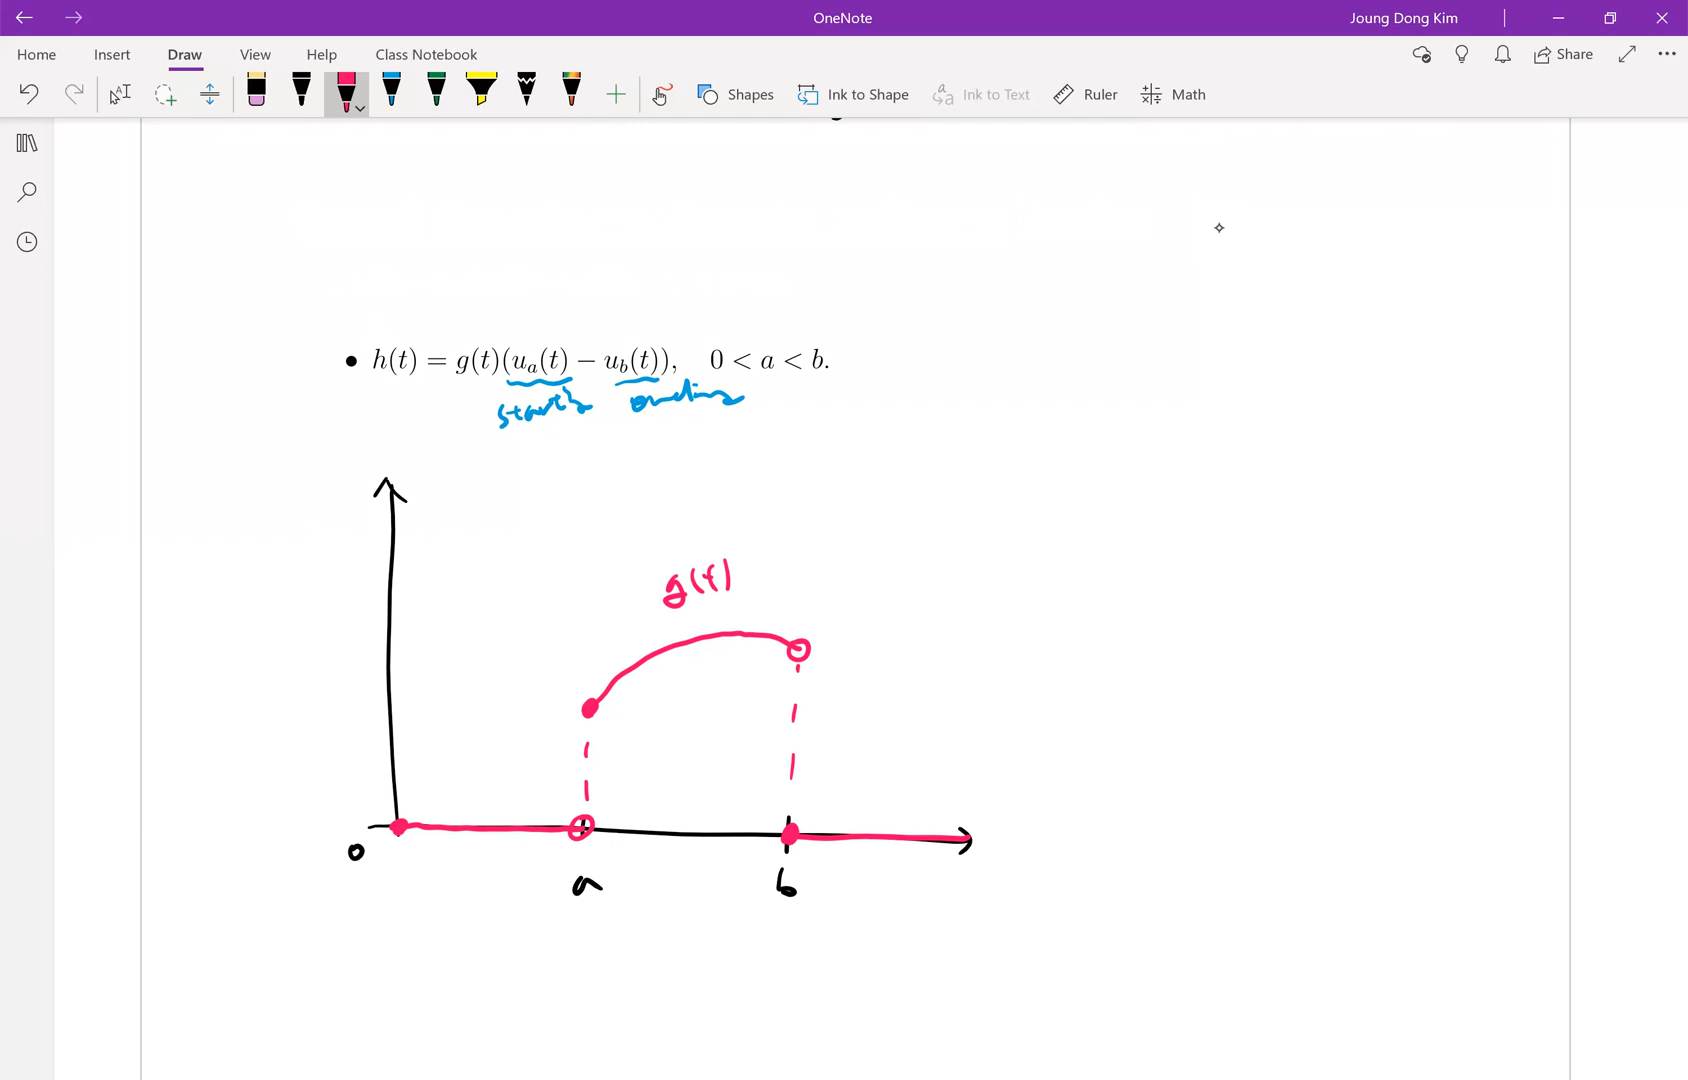 OneNote
Joung Dong Kim
Home Insert Draw View Help Class Notebook
Share
Shapes Ink to Shape Ink to Text Ruler Math
• h(t) = g(t)(u_a(t) − u_b(t)), 0 < a < b.
ending
g(t)
0
a b